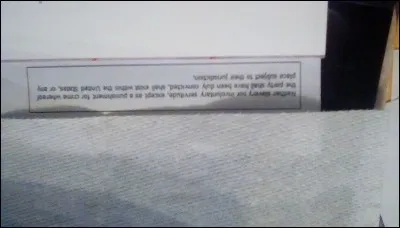 Neither slavery nor involuntary servitude, except as a punishment for crime whereof
the party shall have been duly convicted, shall exist within the United States, or any
place subject to their jurisdiction.